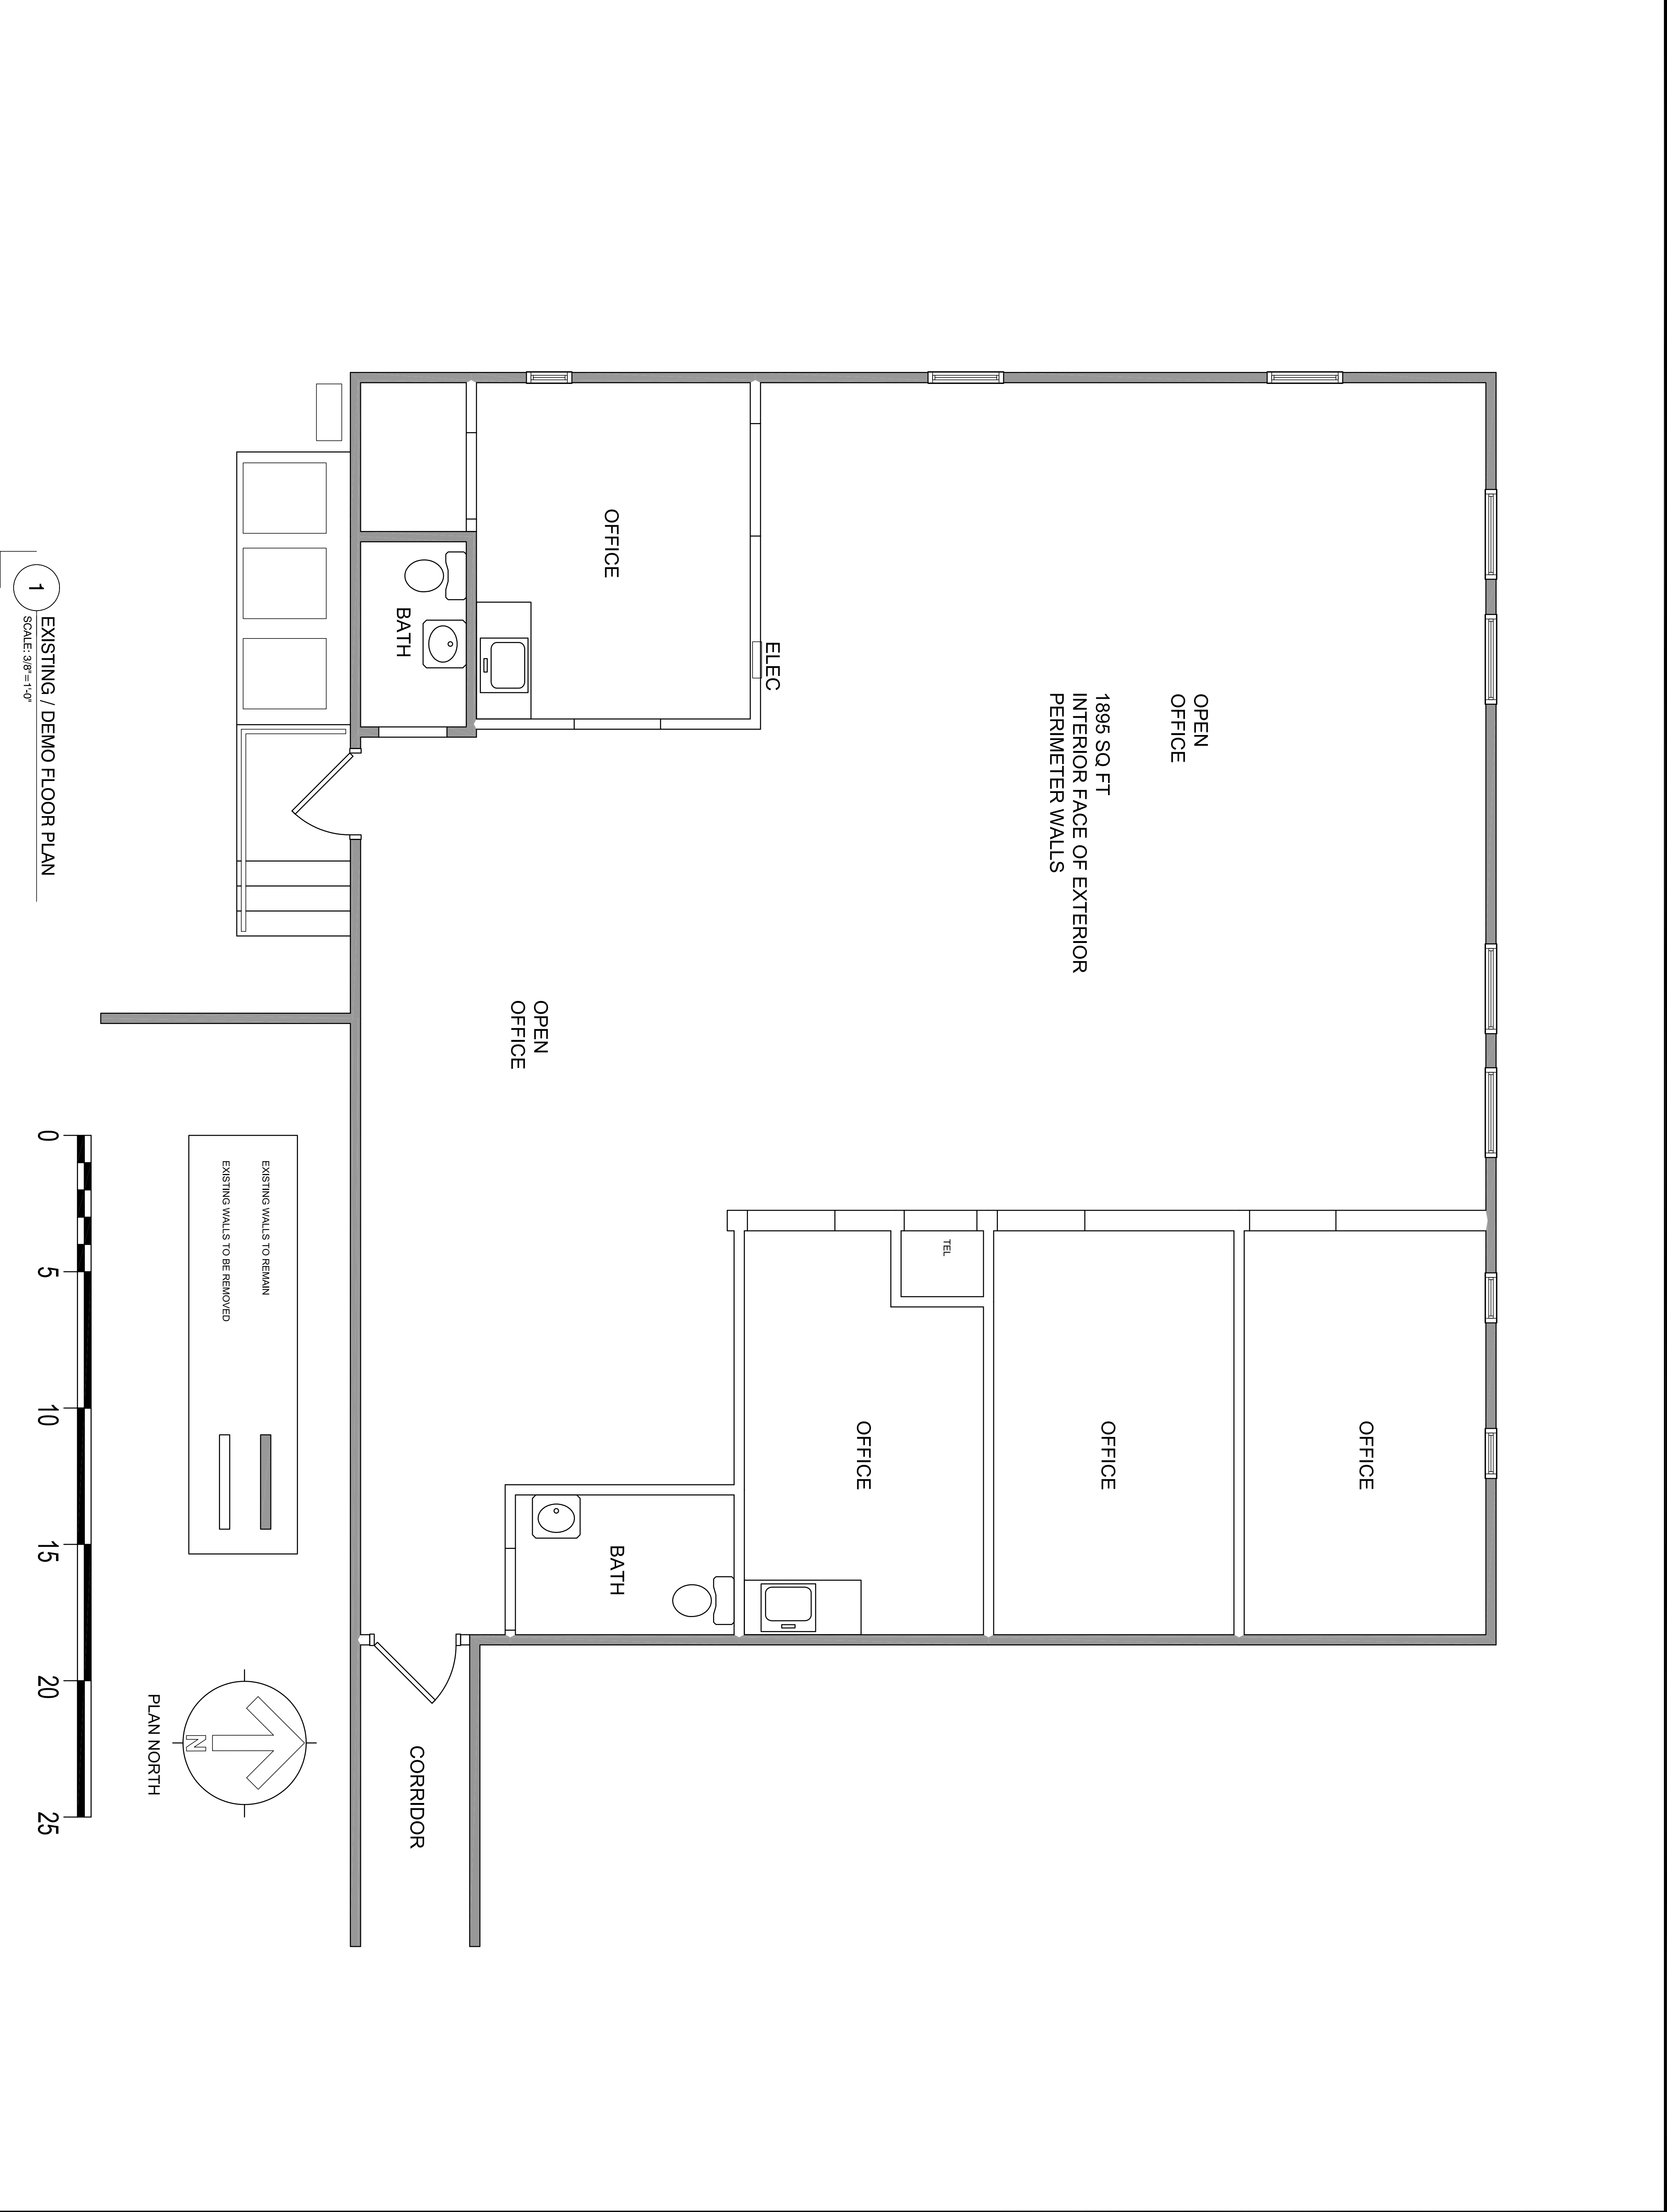 OPEN
OFFICE
1895 SQ FT
INTERIOR FACE OF EXTERIOR
PERIMETER WALLS
OFFICE
OFFICE
TEL
OFFICE
ELEC
OFFICE
OPEN
OFFICE
BATH
BATH
CORRIDOR
EXISTING WALLS TO REMAIN
EXISTING WALLS TO BE REMOVED
N
PLAN NORTH
1
EXISTING / DEMO FLOOR PLAN
SCALE: 3/8"=1'-0"
0 5 10 15 20 25